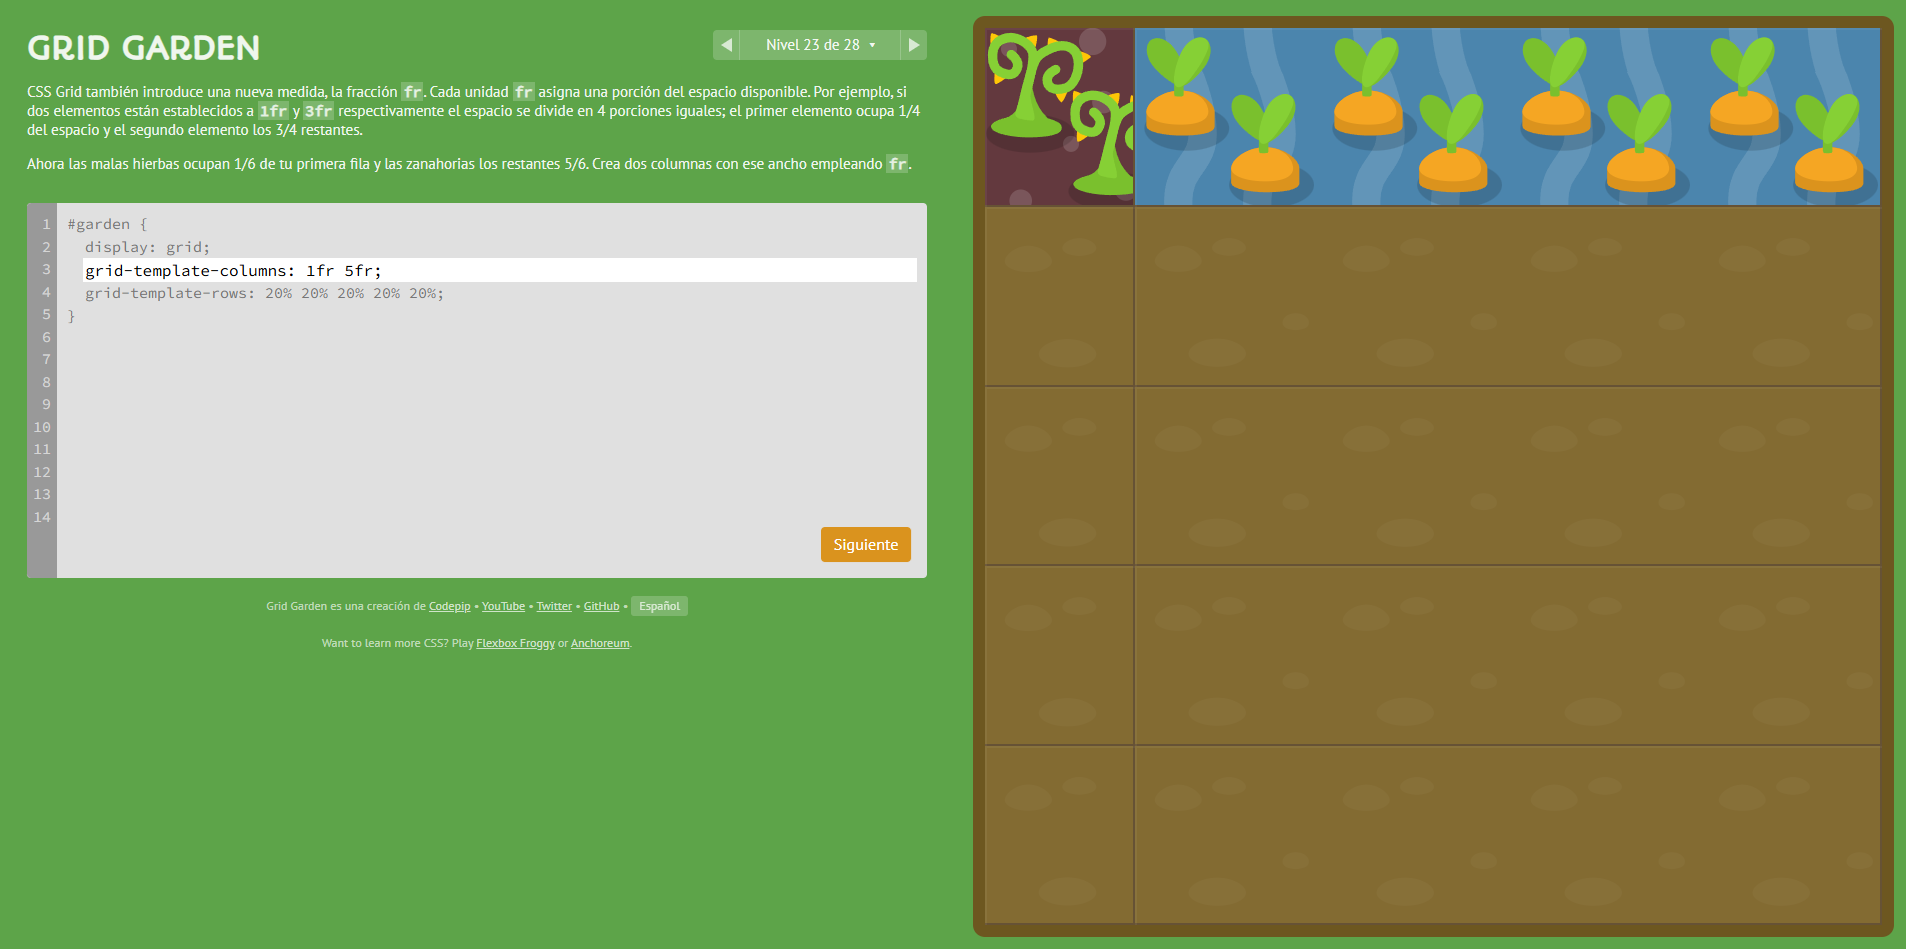 GRID GARDEN
Nivel 23 de 28
CSS Grid también introduce una nueva medida, la fracción fr. Cada unidad fr asigna una porción del espacio disponible. Por ejemplo, si
dos elementos están establecidos a 1fr y 3fr respectivamente el espacio se divide en 4 porciones iguales; el primer elemento ocupa 1/4
del espacio y el segundo elemento los 3/4 restantes.
Ahora las malas hierbas ocupan 1/6 de tu primera fila y las zanahorias los restantes 5/6. Crea dos columnas con ese ancho empleando fr.
1 #garden {
2 display: grid;
3 grid-template-columns: 1fr 5fr;
4 grid-template-rows: 20% 20% 20% 20% 20%;
5 }
6
7
8
9
10
11
12
13
14
Siguiente
Grid Garden es una creación de Codepip • YouTube • Twitter • GitHub • Español
Want to learn more CSS? Play Flexbox Froggy or Anchoreum.